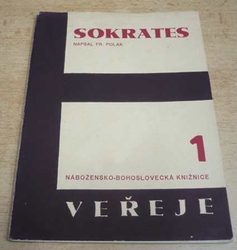 SOKRATES
NAPSAL FR. POLÁK
1
NÁBOŽENSKO-BOHOSLOVECKÁ KNIŽNICE
VEŘEJE